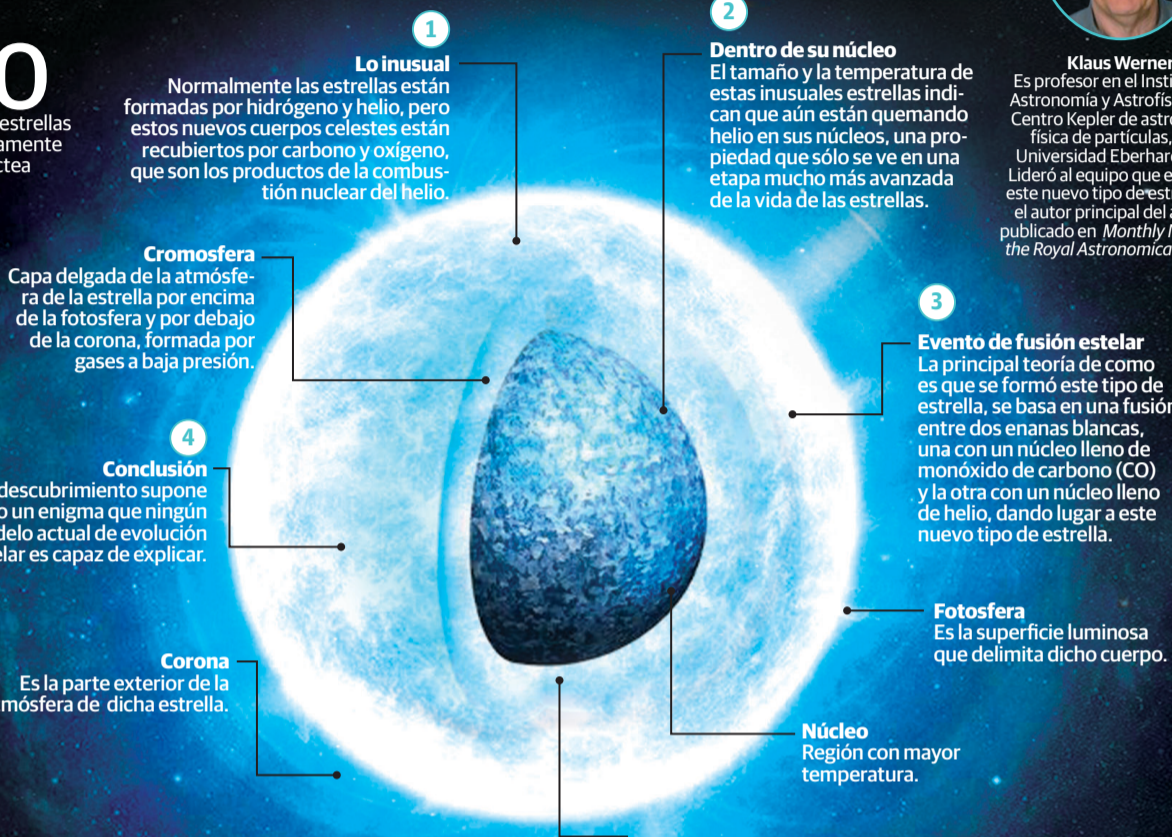 0
estrellas
amente
ctea
1
Lo inusual
Normalmente las estrellas están
formadas por hidrógeno y helio, pero
estos nuevos cuerpos celestes están
recubiertos por carbono y oxígeno,
que son los productos de la combus-
tión nuclear del helio.
2
Dentro de su núcleo
El tamaño y la temperatura de
estas inusuales estrellas indi-
can que aún están quemando
helio en sus núcleos, una pro-
piedad que sólo se ve en una
etapa mucho más avanzada
de la vida de las estrellas.
Klaus Werner
Es profesor en el Insti
Astronomía y Astrofís
Centro Kepler de astro
física de partículas,
Universidad Eberhar
Lideró al equipo que e
este nuevo tipo de est
el autor principal del
publicado en Monthly
the Royal Astronomica
Cromosfera
Capa delgada de la atmósfe-
ra de la estrella por encima
de la fotosfera y por debajo
de la corona, formada por
gases a baja presión.
3
Evento de fusión estelar
La principal teoría de como
es que se formó este tipo de
estrella, se basa en una fusión
entre dos enanas blancas,
una con un núcleo lleno de
monóxido de carbono (CO)
y la otra con un núcleo lleno
de helio, dando lugar a este
nuevo tipo de estrella.
4
Conclusión
descubrimiento supone
o un enigma que ningún
delo actual de evolución
elar es capaz de explicar.
Fotosfera
Es la superficie luminosa
que delimita dicho cuerpo.
Corona
Es la parte exterior de la
mósfera de dicha estrella.
Núcleo
Región con mayor
temperatura.